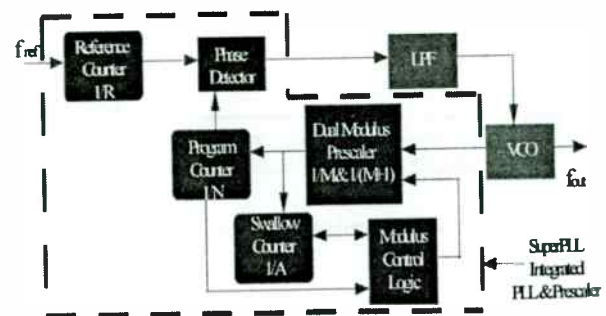 fref
Reference
Counter
1/R
Phase
Detector
LPF
Program
Counter
1/N
Dual Modulus
Prescaler
1/M & 1/(M+1)
VCO
fout
Swallow
Counter
1/A
Modulus
Control
Logic
SuperPLL
Integrated
PLL & Prescaler